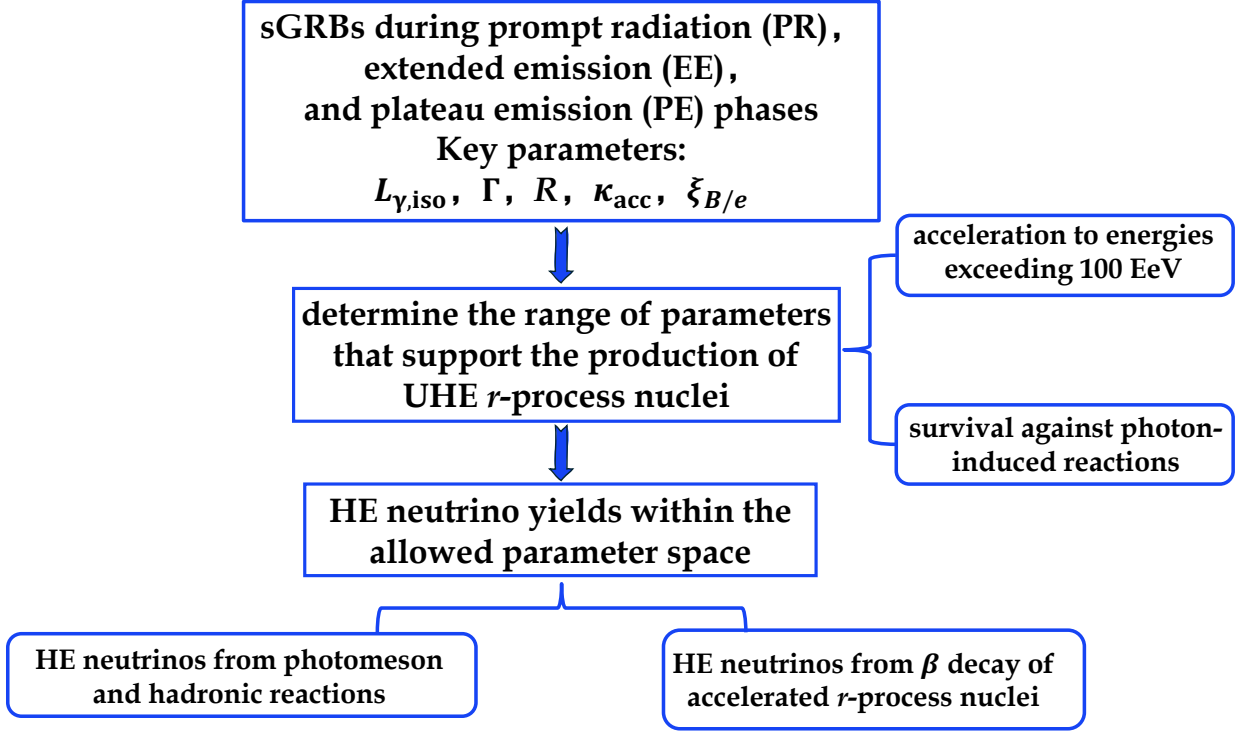 sGRBs during prompt radiation (PR),
extended emission (EE),
and plateau emission (PE) phases
Key parameters:
L_γ,iso, Γ, R, κ_acc, ξ_B/e
acceleration to energies
exceeding 100 EeV
determine the range of parameters
that support the production of
UHE r-process nuclei
survival against photon-
induced reactions
HE neutrino yields within the
allowed parameter space
HE neutrinos from photomeson
and hadronic reactions
HE neutrinos from β decay of
accelerated r-process nuclei